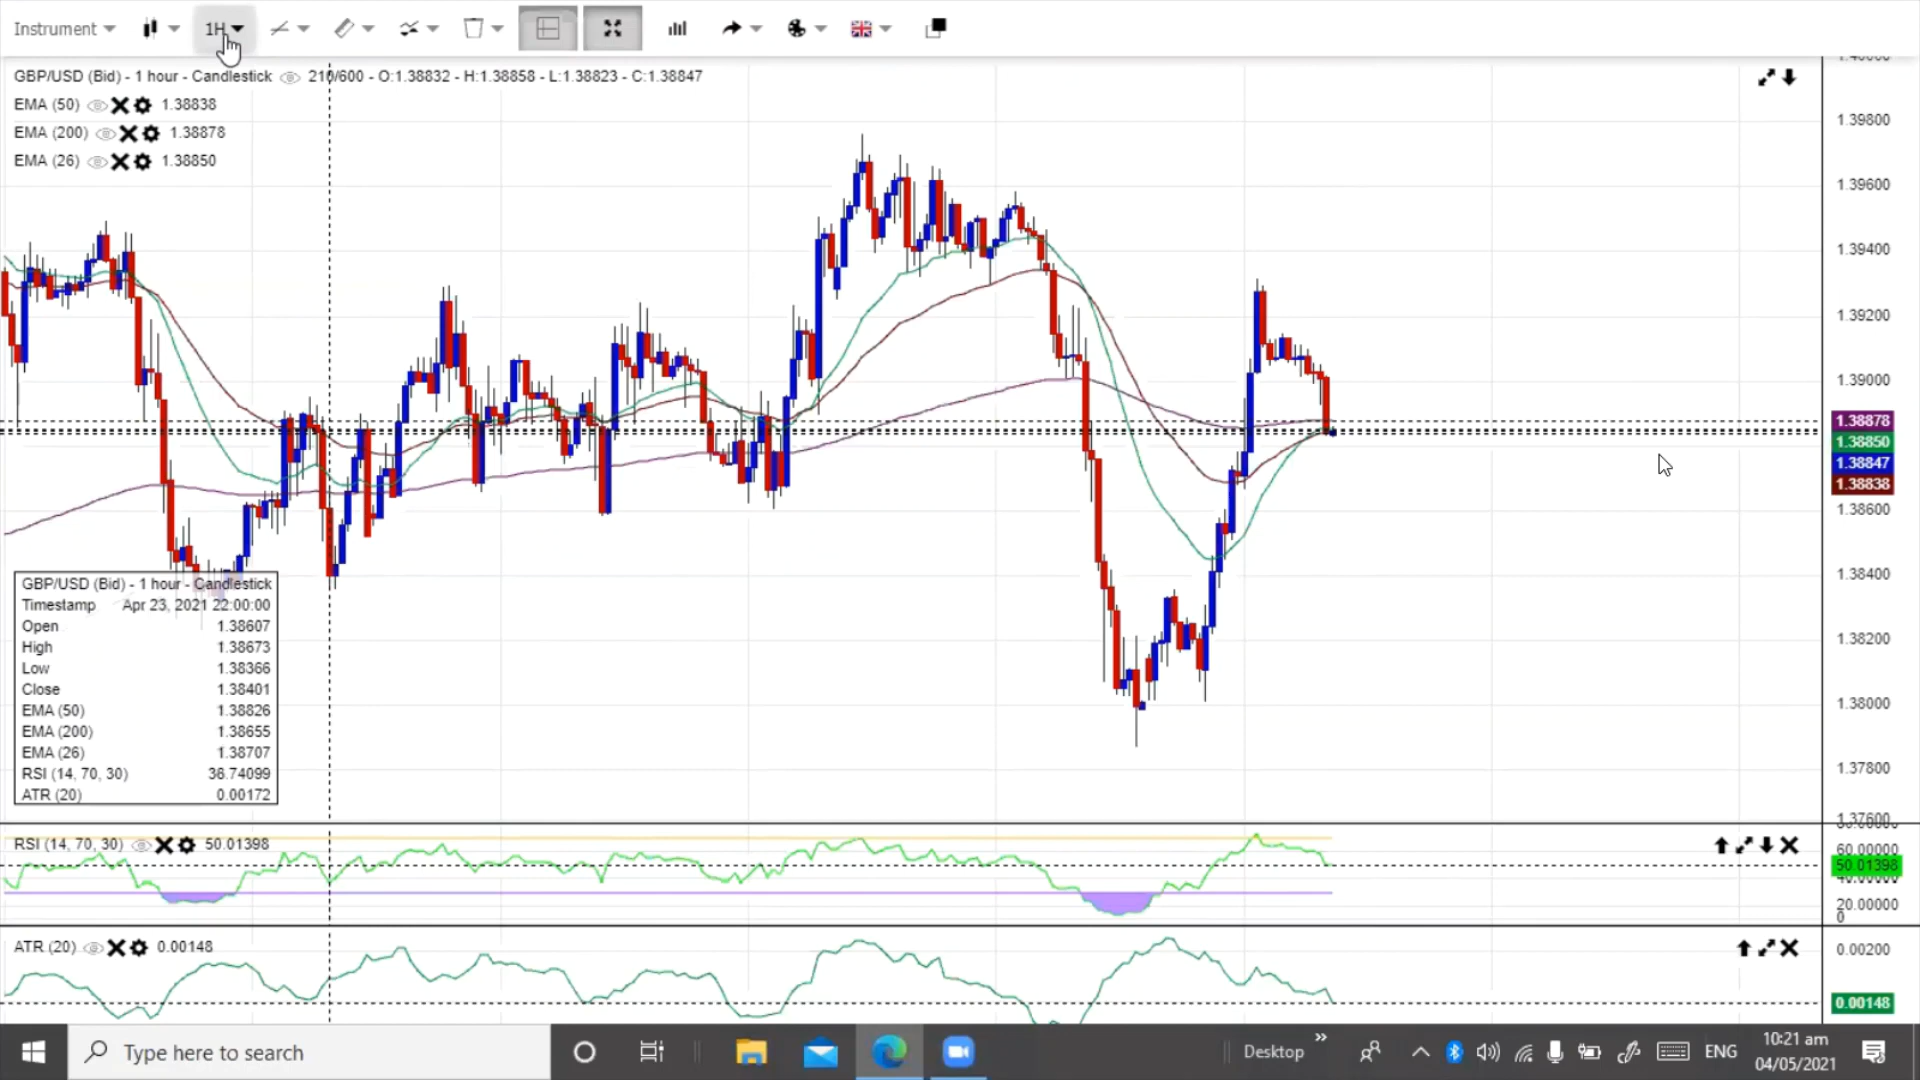 Instrument 1H
GBP/USD (Bid) - 1 hour - Candlestick 210/600 - O:1.38832 - H:1.38858 - L:1.38823 - C:1.38847
EMA (50) 1.38838
EMA (200) 1.38878
EMA (26) 1.38850
1.39800
1.39600
1.39400
1.39200
1.39000
1.38878
1.38850
1.38847
1.38838
1.38600
1.38400
1.38200
1.38000
1.37800
1.37600
GBP/USD (Bid) - 1 hour - Candlestick
Timestamp Apr 23, 2021 22:00:00
Open 1.38607
High 1.38673
Low 1.38366
Close 1.38401
EMA (50) 1.38826
EMA (200) 1.38655
EMA (26) 1.38707
RSI (14, 70, 30) 36.74099
ATR (20) 0.00172
RSI (14, 70, 30) 50.01398
60.00000
50.01398
20.00000
0
ATR (20) 0.00148
0.00200
0.00148
Type here to search
Desktop
ENG
10:21 am
04/05/2021